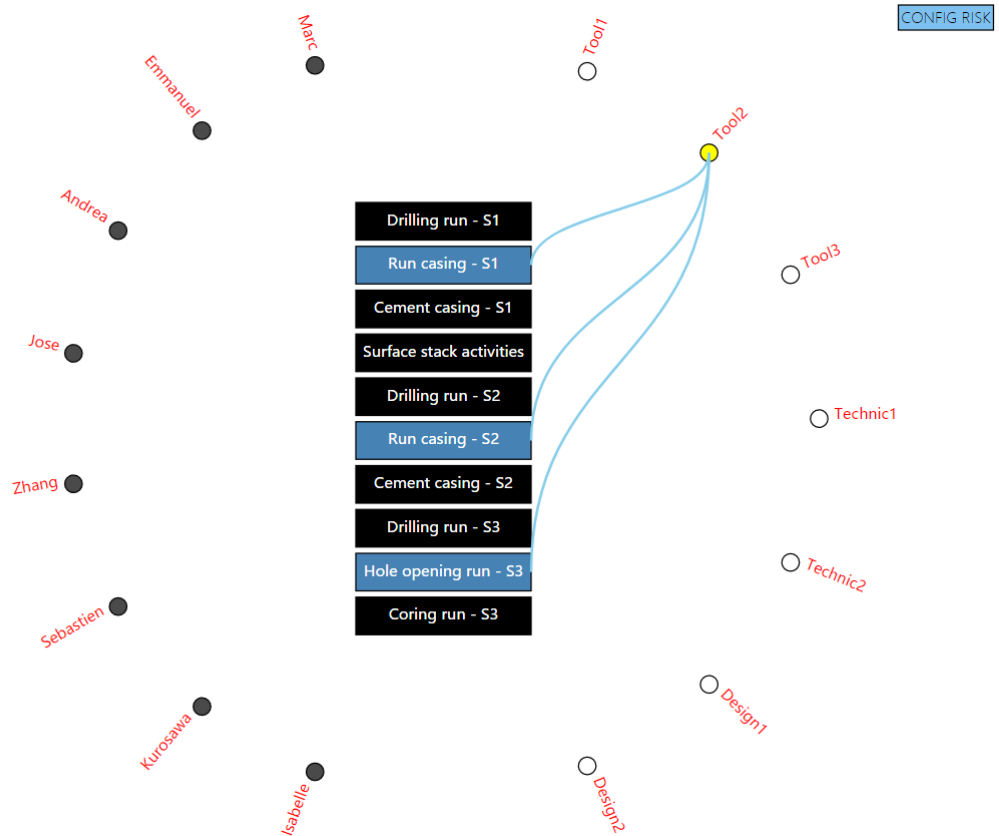 CONFIG RISK
Marc
Tool1
Emmanuel
Tool2
Andrea
Drilling run - S1
Run casing - S1
Tool3
Cement casing - S1
Jose
Surface stack activities
Drilling run - S2
Technic1
Run casing - S2
Zhang
Cement casing - S2
Drilling run - S3
Hole opening run - S3
Technic2
Coring run - S3
Sebastien
Design1
Kurosawa
Isabelle
Design2